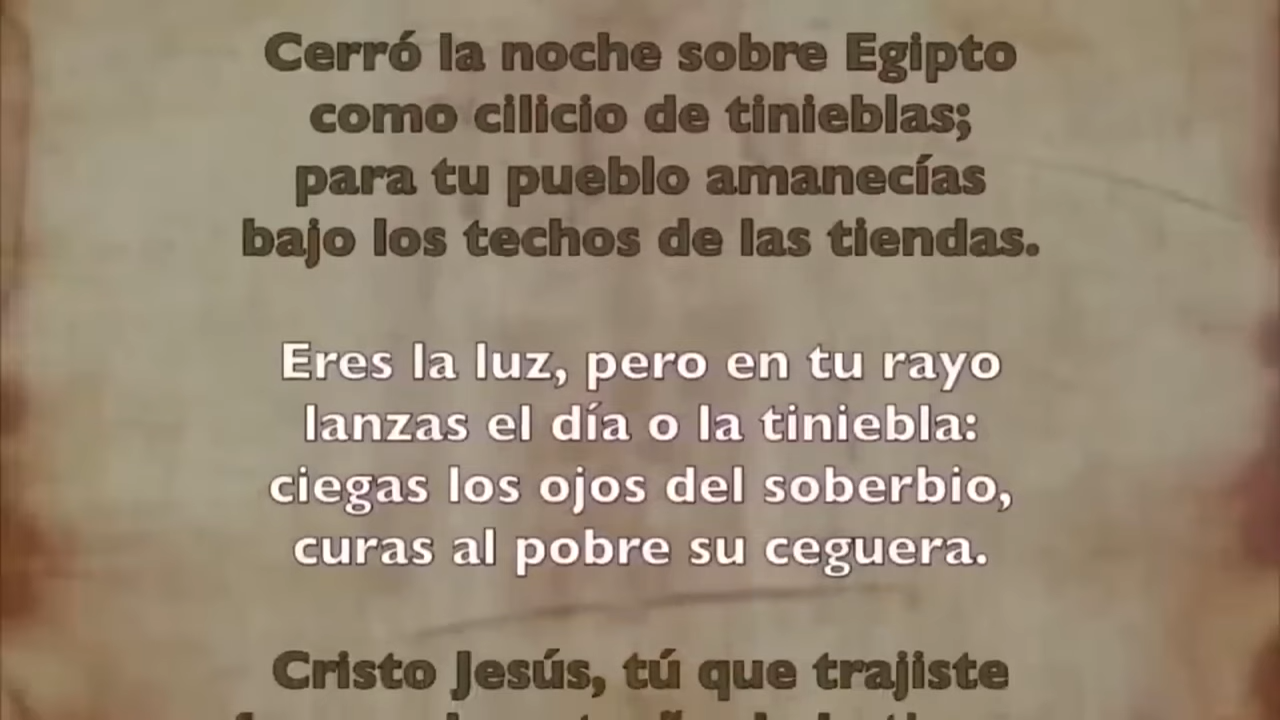 Cerró la noche sobre Egipto
como cilicio de tinieblas;
para tu pueblo amanecías
bajo los techos de las tiendas.
Eres la luz, pero en tu rayo
lanzas el día o la tiniebla:
ciegas los ojos del soberbio,
curas al pobre su ceguera.
Cristo Jesús, tú que trajiste